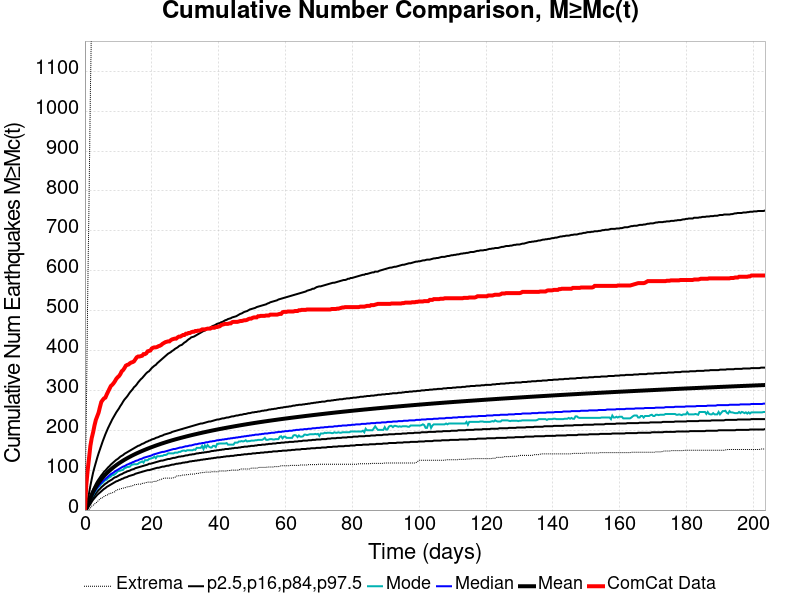 Cumulative Number Comparison, M≥Mc(t)
Cumulative Num Earthquakes M≥Mc(t)
1100
1000
900
800
700
600
500
400
300
200
100
0
0 20 40 60 80 100 120 140 160 180 200
Time (days)
Extrema p2.5,p16,p84,p97.5 Mode Median Mean ComCat Data